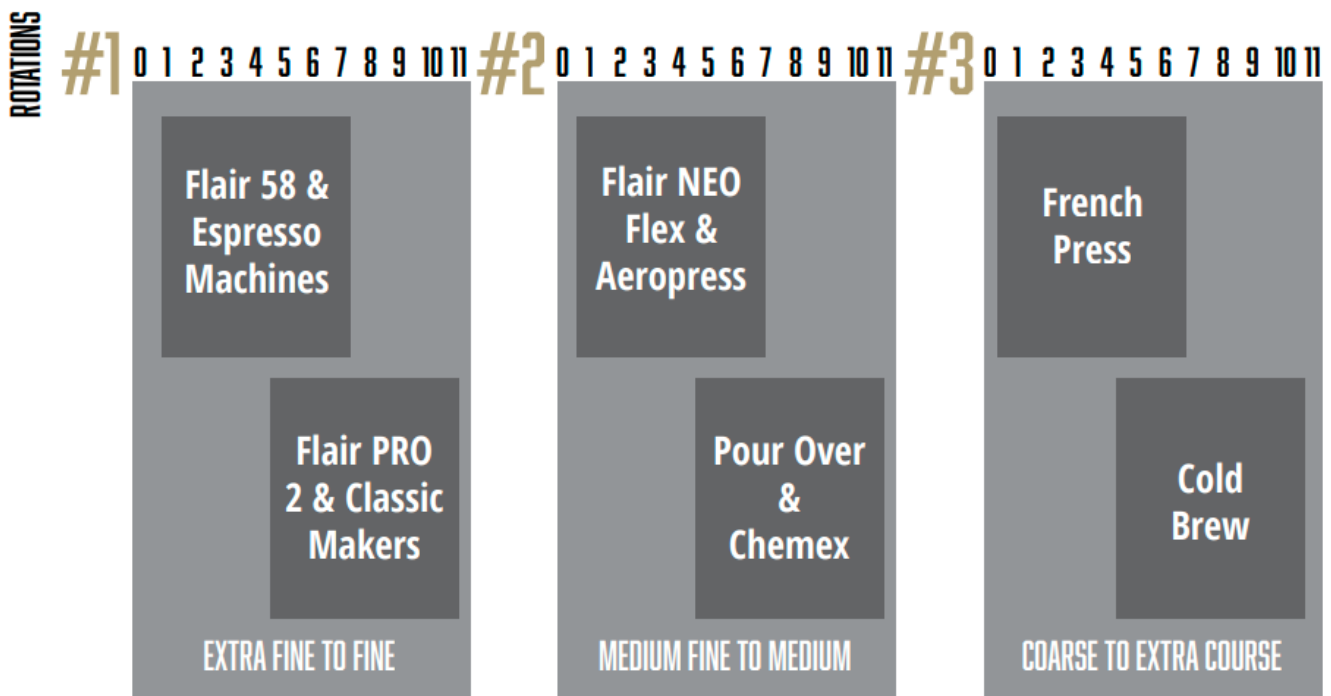 ROTATIONS
#1 0 1 2 3 4 5 6 7 8 9 10 11
#2 0 1 2 3 4 5 6 7 8 9 10 11
#3 0 1 2 3 4 5 6 7 8 9 10 11
Flair 58 &
Espresso
Machines
Flair PRO
2 & Classic
Makers
EXTRA FINE TO FINE
Flair NEO
Flex &
Aeropress
Pour Over
&
Chemex
MEDIUM FINE TO MEDIUM
French
Press
Cold
Brew
COARSE TO EXTRA COURSE